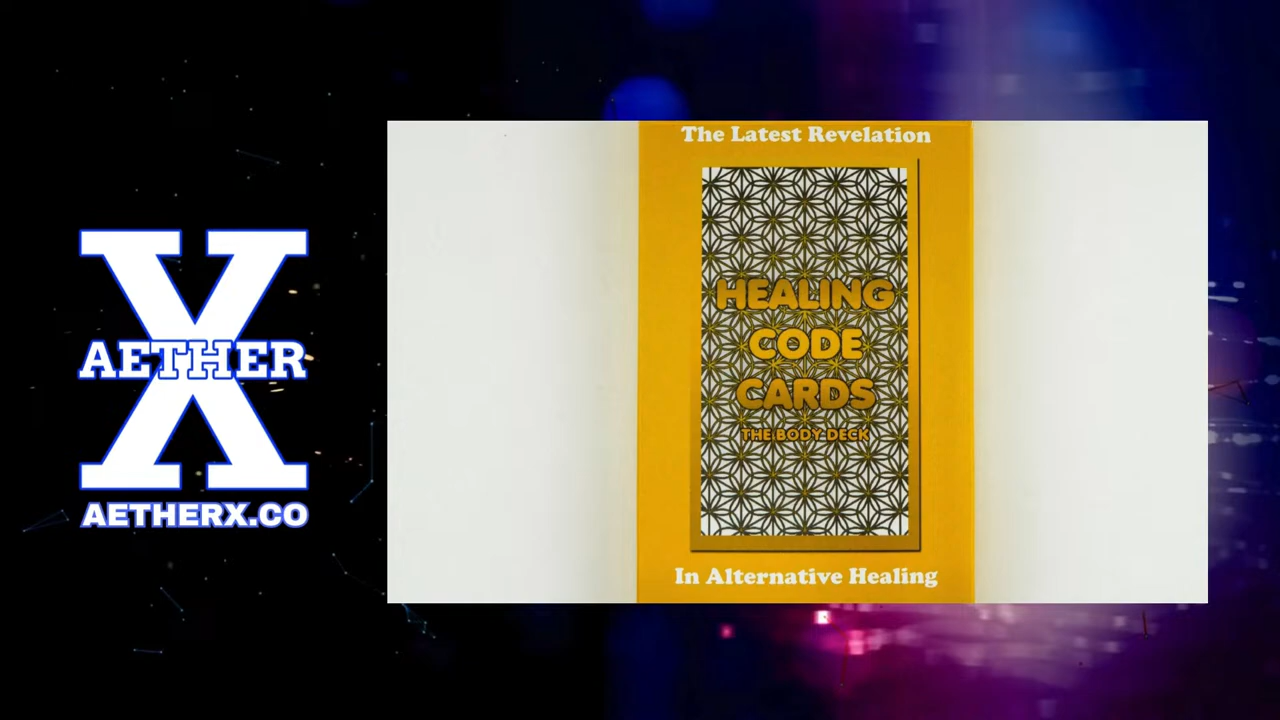 AETHER
X
AETHERX.CO
The Latest Revelation
HEALING
CODE
CARDS
THE BODY DECK
In Alternative Healing